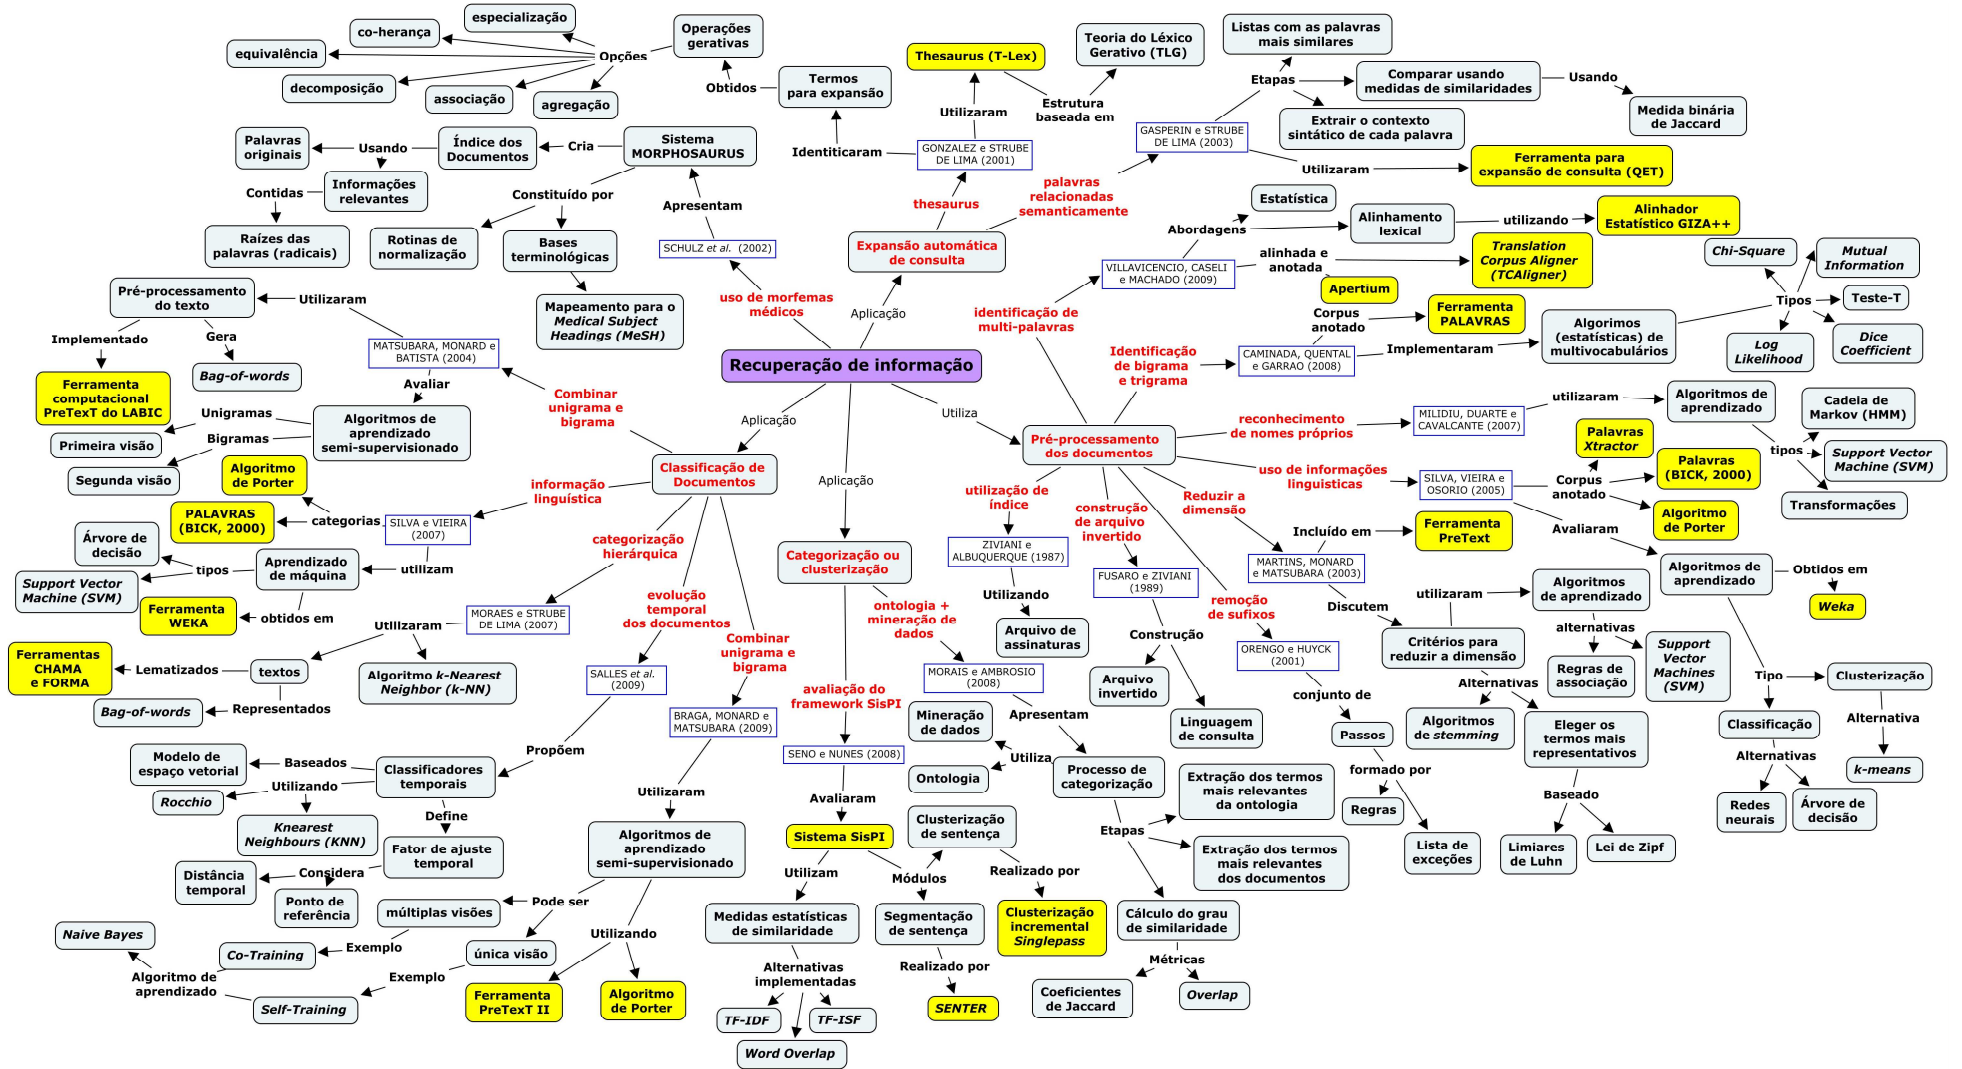 especialização
co-herança
equivalência
decomposição
associação
agregação
Opções
Operações
gerativas
Obtidos
Termos
para expansão
Identiticaram
Thesaurus (T-Lex)
Utilizaram
Estrutura
baseada em
Teoria do Léxico
Gerativo (TLG)
GONZALEZ e STRUBE
DE LIMA (2001)
thesaurus
Expansão automática
de consulta
palavras
relacionadas
semanticamente
GASPERIN e STRUBE
DE LIMA (2003)
Etapas
Listas com as palavras
mais similares
Comparar usando
medidas de similaridades
Usando
Medida binária
de Jaccard
Extrair o contexto
sintático de cada palavra
Utilizaram
Ferramenta para
expansão de consulta (QET)
Palavras
originais
Usando
Índice dos
Documentos
Cria
Sistema
MORPHOSAURUS
Contidas
Informações
relevantes
Raízes das
palavras (radicais)
Constituído por
Rotinas de
normalização
Bases
terminológicas
Mapeamento para o
Medical Subject
Headings (MeSH)
Apresentam
SCHULZ et al. (2002)
uso de morfemas
médicos
Aplicação
Recuperação de informação
Estatística
Abordagens
Alinhamento
lexical
utilizando
Alinhador
Estatístico GIZA++
VILLAVICENCIO, CASELI
e MACHADO (2009)
alinhada e
anotada
Translation
Corpus Aligner
(TCAligner)
identificação de
multi-palavras
Apertium
Corpus
anotado
Ferramenta
PALAVRAS
Identificação
de bigrama
e trigrama
CAMINADA, QUENTAL
e GARRAO (2008)
Implementaram
Algorimos
(estatísticas) de
multivocabulários
Tipos
Chi-Square
Mutual
Information
Teste-T
Dice
Coefficient
Log
Likelihood
Pré-processamento
do texto
Utilizaram
Implementado
Gera
Ferramenta
computacional
PreTexT do LABIC
Bag-of-words
MATSUBARA, MONARD e
BATISTA (2004)
Avaliar
Algoritmos de
aprendizado
semi-supervisionado
Unigramas
Primeira visão
Bigramas
Segunda visão
Combinar
unigrama e
bigrama
Aplicação
Classificação de
Documentos
Aplicação
Utiliza
Pré-processamento
dos documentos
reconhecimento
de nomes próprios
MILIDIU, DUARTE e
CAVALCANTE (2007)
utilizaram
Algoritmos de
aprendizado
tipos
Cadela de
Markov (HMM)
Support Vector
Machine (SVM)
Transformações
uso de informações
linguisticas
SILVA, VIEIRA e
OSORIO (2005)
Corpus
anotado
Palavras
Xtractor
Palavras
(BICK, 2000)
Algoritmo
de Porter
Avaliaram
Algoritmos de
aprendizado
Obtidos em
Weka
Tipo
Clusterização
Alternativa
k-means
Classificação
Alternativas
Redes
neurais
Árvore de
decisão
Algoritmo
de Porter
PALAVRAS
(BICK, 2000)
categorias
informação
linguística
SILVA e VIEIRA
(2007)
utilizam
Aprendizado
de máquina
tipos
Árvore de
decisão
Support Vector
Machine (SVM)
obtidos em
Ferramenta
WEKA
categorização
hierárquica
MORAES e STRUBE
DE LIMA (2007)
Utilizaram
Algoritmo k-Nearest
Neighbor (k-NN)
textos
Lematizados
Ferramentas
CHAMA
e FORMA
Representados
Bag-of-words
evolução
temporal
dos documentos
SALLES et al.
(2009)
Propõem
Classificadores
temporais
Baseados
Modelo de
espaço vetorial
Utilizando
Rocchio
Knearest
Neighbours (KNN)
Define
Fator de ajuste
temporal
Considera
Distância
temporal
Ponto de
referência
Combinar
unigrama e
bigrama
BRAGA, MONARD e
MATSUBARA (2009)
Utilizaram
Algoritmos de
aprendizado
semi-supervisionado
Pode ser
múltiplas visões
Exemplo
Co-Training
única visão
Exemplo
Self-Training
Algoritmo de
aprendizado
Naive Bayes
Utilizando
Ferramenta
PreTexT II
Algoritmo
de Porter
Categorização ou
clusterização
avaliação do
framework SisPI
SENO e NUNES (2008)
Avaliaram
Sistema SisPI
Utilizam
Medidas estatísticas
de similaridade
Alternativas
implementadas
TF-IDF
TF-ISF
Word Overlap
Módulos
Clusterização
de sentença
Realizado por
Clusterização
incremental
Singlepass
Segmentação
de sentença
Realizado por
SENTER
ontologia +
mineração de
dados
MORAIS e AMBROSIO
(2008)
Apresentam
Processo de
categorização
Utiliza
Mineração
de dados
Ontologia
Etapas
Extração dos termos
mais relevantes
da ontologia
Extração dos termos
mais relevantes
dos documentos
Cálculo do grau
de similaridade
Métricas
Coeficientes
de Jaccard
Overlap
utilização de
índice
ZIVIANI e
ALBUQUERQUE (1987)
Utilizando
Arquivo de
assinaturas
construção
de arquivo
invertido
FUSARO e ZIVIANI
(1989)
Construção
Arquivo
invertido
Linguagem
de consulta
Reduzir a
dimensão
MARTINS, MONARD
e MATSUBARA (2003)
Incluído em
Ferramenta
PreText
Discutem
Critérios para
reduzir a dimensão
utilizaram
Algoritmos
de aprendizado
alternativas
Regras de
associação
Support
Vector
Machines
(SVM)
Alternativas
Algoritmos
de stemming
Eleger os
termos mais
representativos
Baseado
Limiares
de Luhn
Lei de Zipf
remoção
de sufixos
ORENGO e HUYCK
(2001)
conjunto de
Passos
formado por
Regras
Lista de
exceções